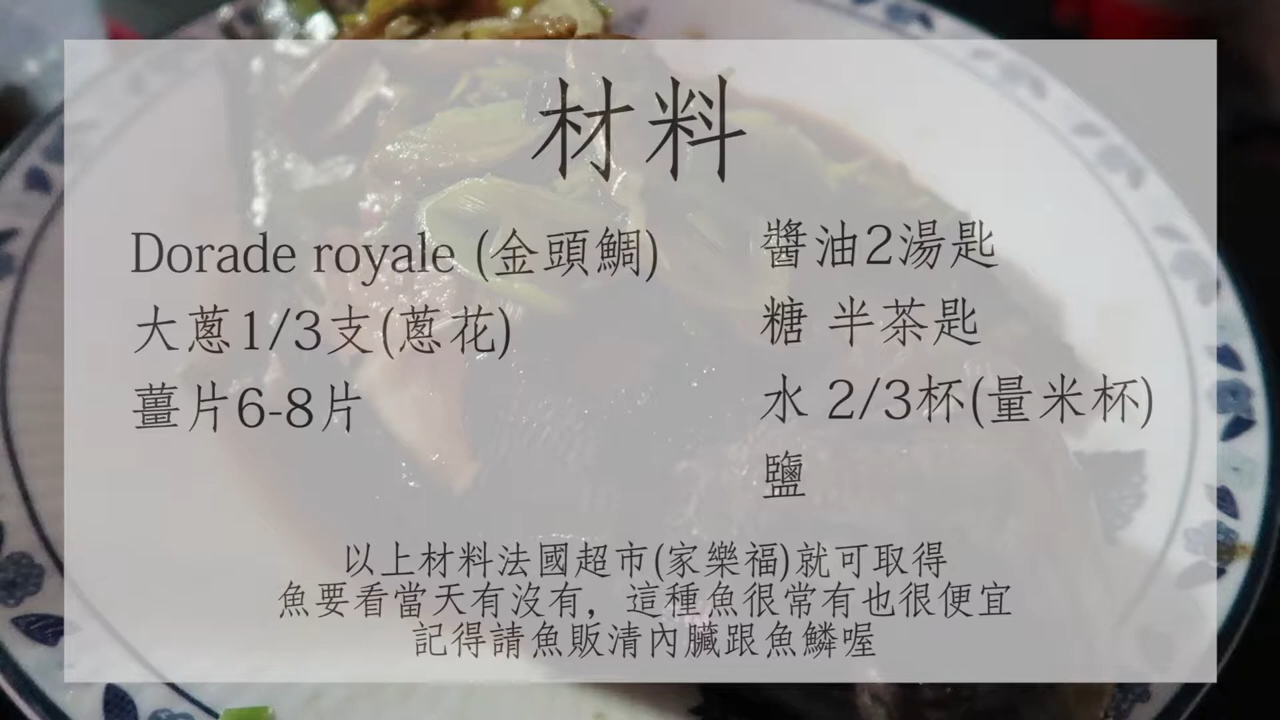 材料
Dorade royale (金頭鯛)
大蔥1/3支(蔥花)
薑片6-8片
醬油2湯匙
糖 半茶匙
水 2/3杯(量米杯)
鹽
以上材料法國超市(家樂福)就可取得
魚要看當天有沒有，這種魚很常有也很便宜
記得請魚販清內臟跟魚鱗喔